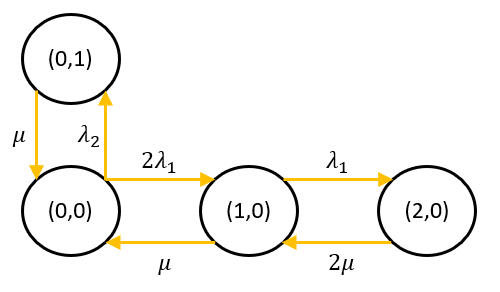 (0,1)
μ λ₂
2λ₁ λ₁
(0,0) (1,0) (2,0)
μ 2μ